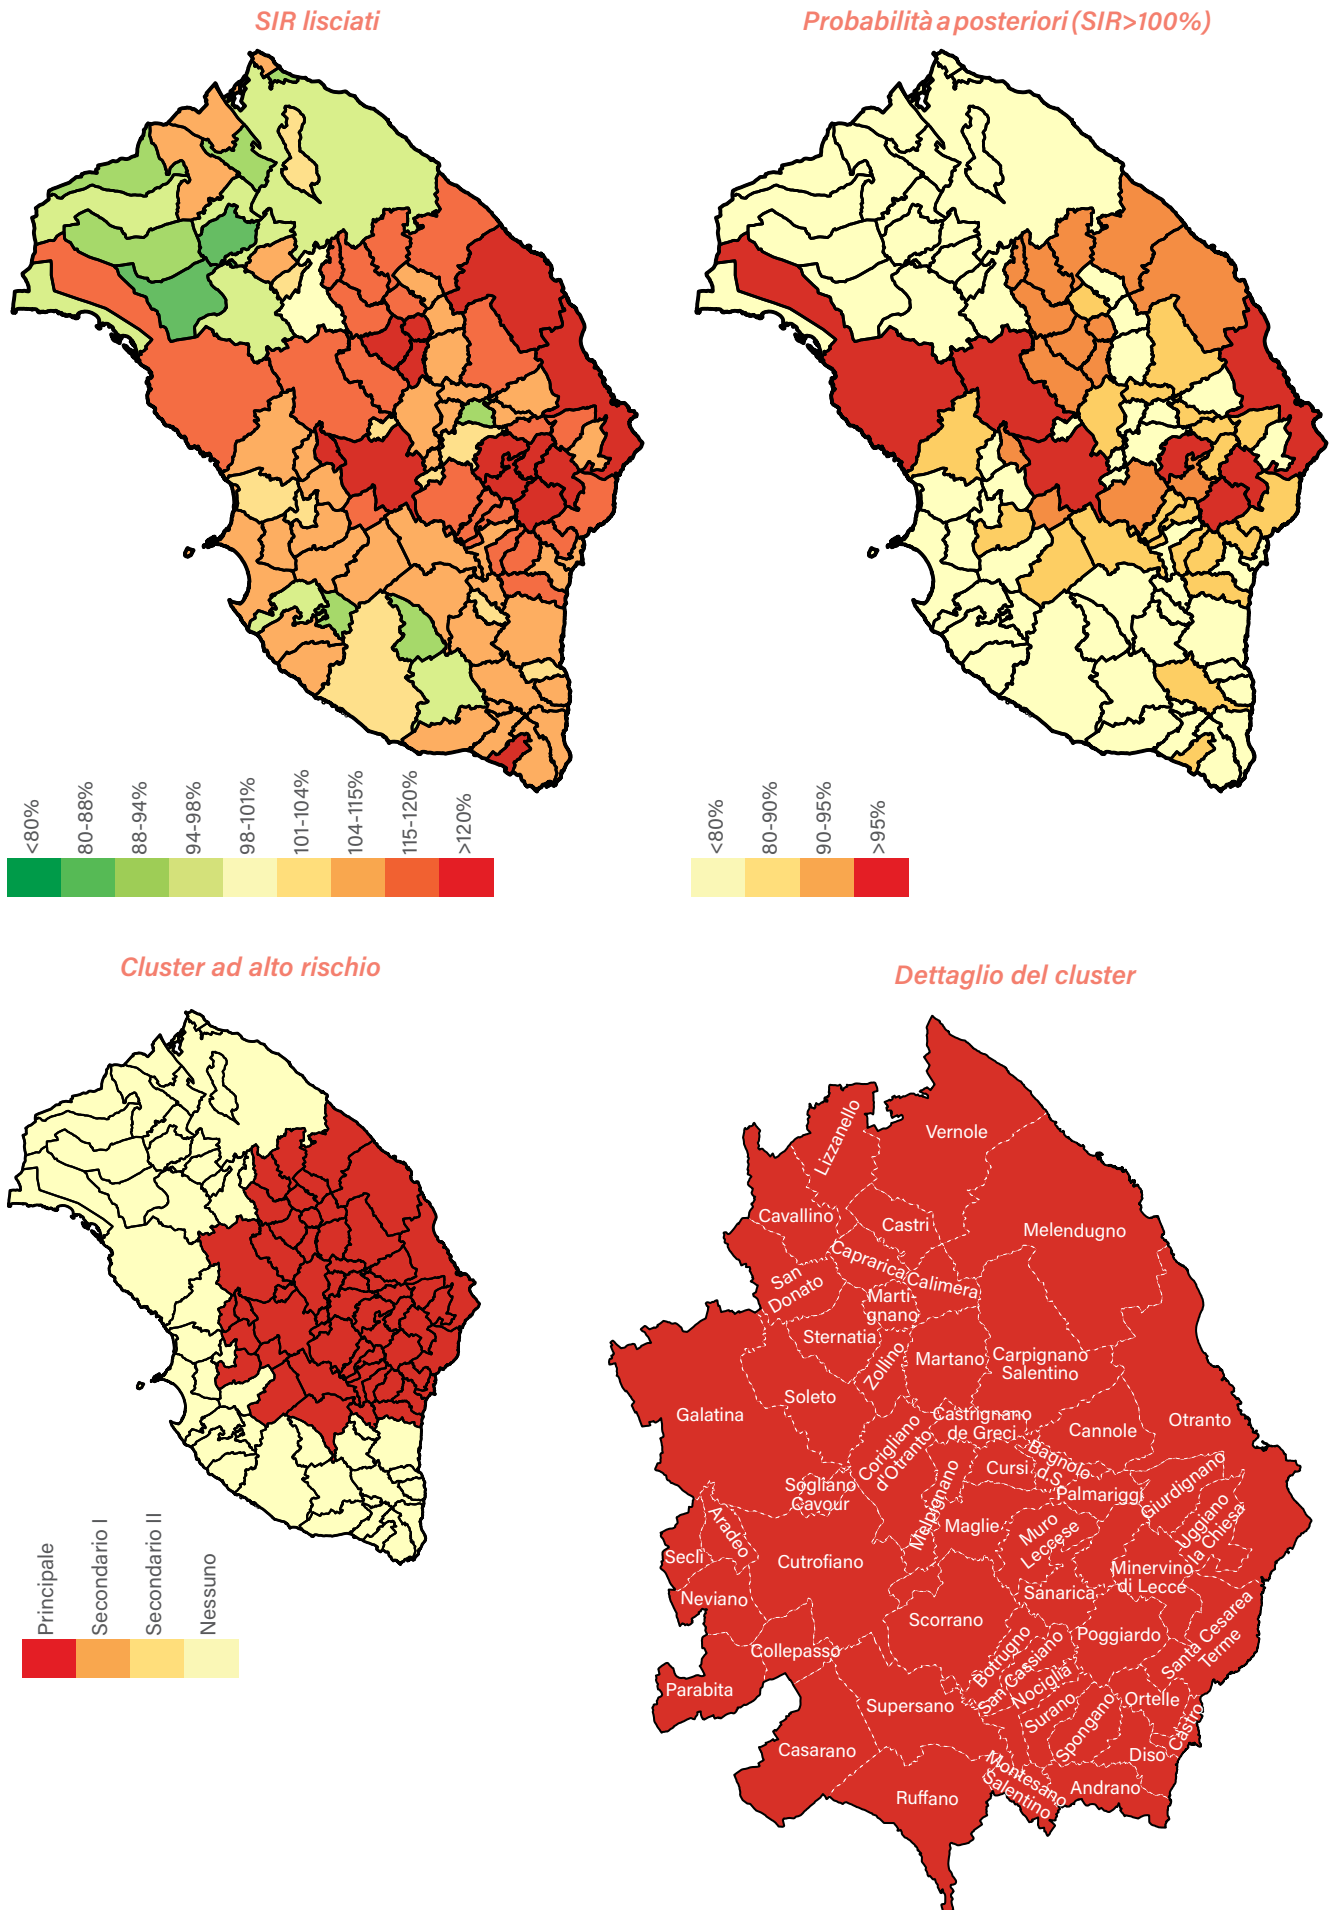 SIR lisciati
Probabilità a posteriori (SIR>100%)
<80%
80-88%
88-94%
94-98%
98-101%
101-104%
104-115%
115-120%
>120%
<80%
80-90%
90-95%
>95%
Cluster ad alto rischio
Dettaglio del cluster
Principale
Secondario I
Secondario II
Nessuno
Lizzanello
Vernole
Cavallino
Castri
Melendugno
Caprarica
San
Donato
Calimera
Marti-
gnano
Sternatia
Zollino
Martano
Carpignano
Salentino
Soleto
Galatina
Corigliano
d'Otranto
Castrignano
de Greci
Cannole
Otranto
Bagnolo
d.S.
Cursi
Sogliano
Cavour
Melpignano
Palmariggi
Giurdignano
Uggiano
la Chiesa
Aradeo
Maglie
Muro
Leccese
Secli
Cutrofiano
Minervino
di Lecce
Neviano
Sanarica
Scorrano
Santa Cesarea
Terme
Poggiardo
Botrugno
San Cassiano
Collepasso
Nociglia
Parabita
Supersano
Surano
Spongano
Ortelle
Castro
Casarano
Diso
Montesano
Salentino
Andrano
Ruffano